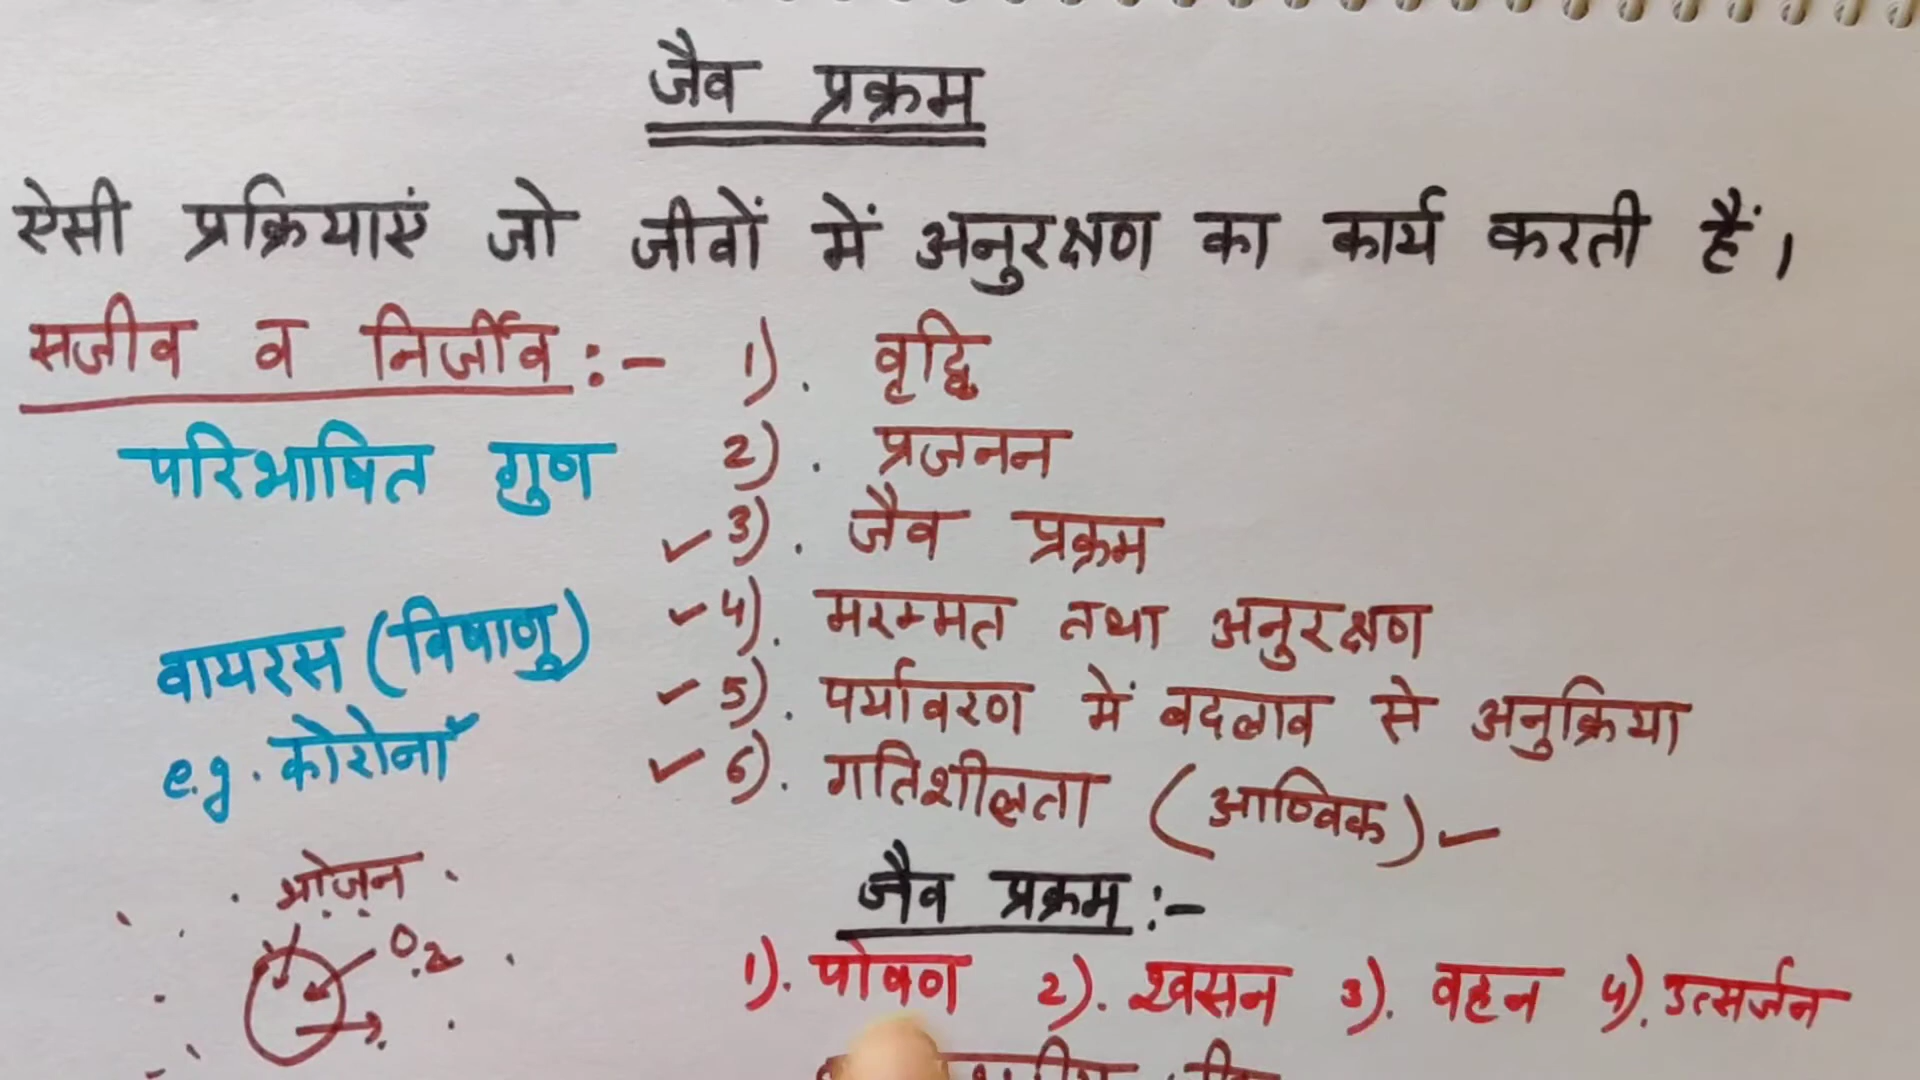 जैव प्रक्रम
ऐसी प्रक्रियाएं जो जीवों में अनुरक्षण का कार्य करती हैं।
सजीव व निर्जीव :- 1). वृद्धि
परिभाषित गुण 2). प्रजनन
3). जैव प्रक्रम
4). मरम्मत तथा अनुरक्षण
वायरस (विषाणु)
5). पर्यावरण में बदलाव से अनुक्रिया
e.g. कोरोना
6). गतिशीलता (आण्विक)
भोजन
जैव प्रक्रम :-
O2
1). पोषण 2). श्वसन 3). वहन 4). उत्सर्जन